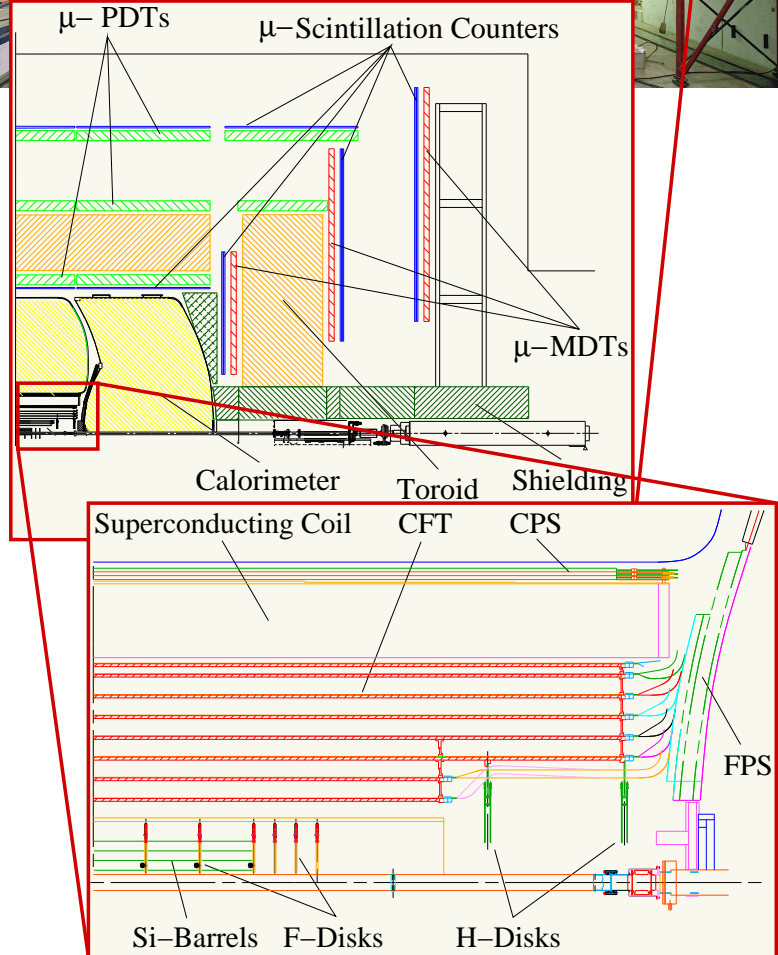 μ− PDTs
μ−Scintillation Counters
μ−MDTs
Calorimeter
Toroid
Shielding
Superconducting Coil
CFT
CPS
FPS
Si−Barrels
F−Disks
H−Disks